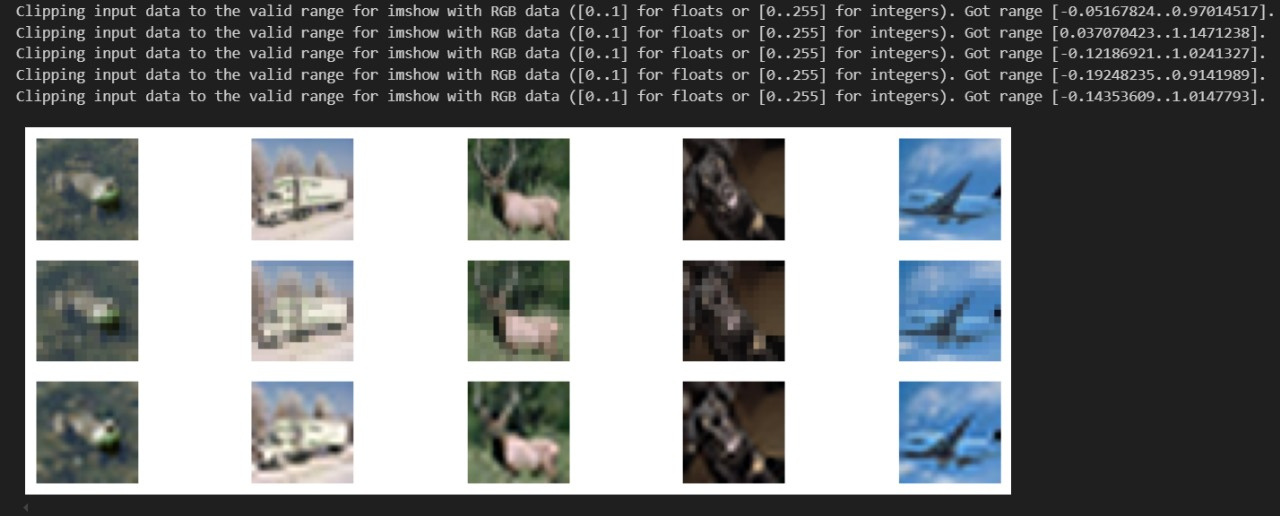 Clipping input data to the valid range for imshow with RGB data ([0..1] for floats or [0..255] for integers). Got range [-0.05167824..0.97014517].
Clipping input data to the valid range for imshow with RGB data ([0..1] for floats or [0..255] for integers). Got range [0.037070423..1.1471238].
Clipping input data to the valid range for imshow with RGB data ([0..1] for floats or [0..255] for integers). Got range [-0.12186921..1.0241327].
Clipping input data to the valid range for imshow with RGB data ([0..1] for floats or [0..255] for integers). Got range [-0.19248235..0.9141989].
Clipping input data to the valid range for imshow with RGB data ([0..1] for floats or [0..255] for integers). Got range [-0.14353609..1.0147793].